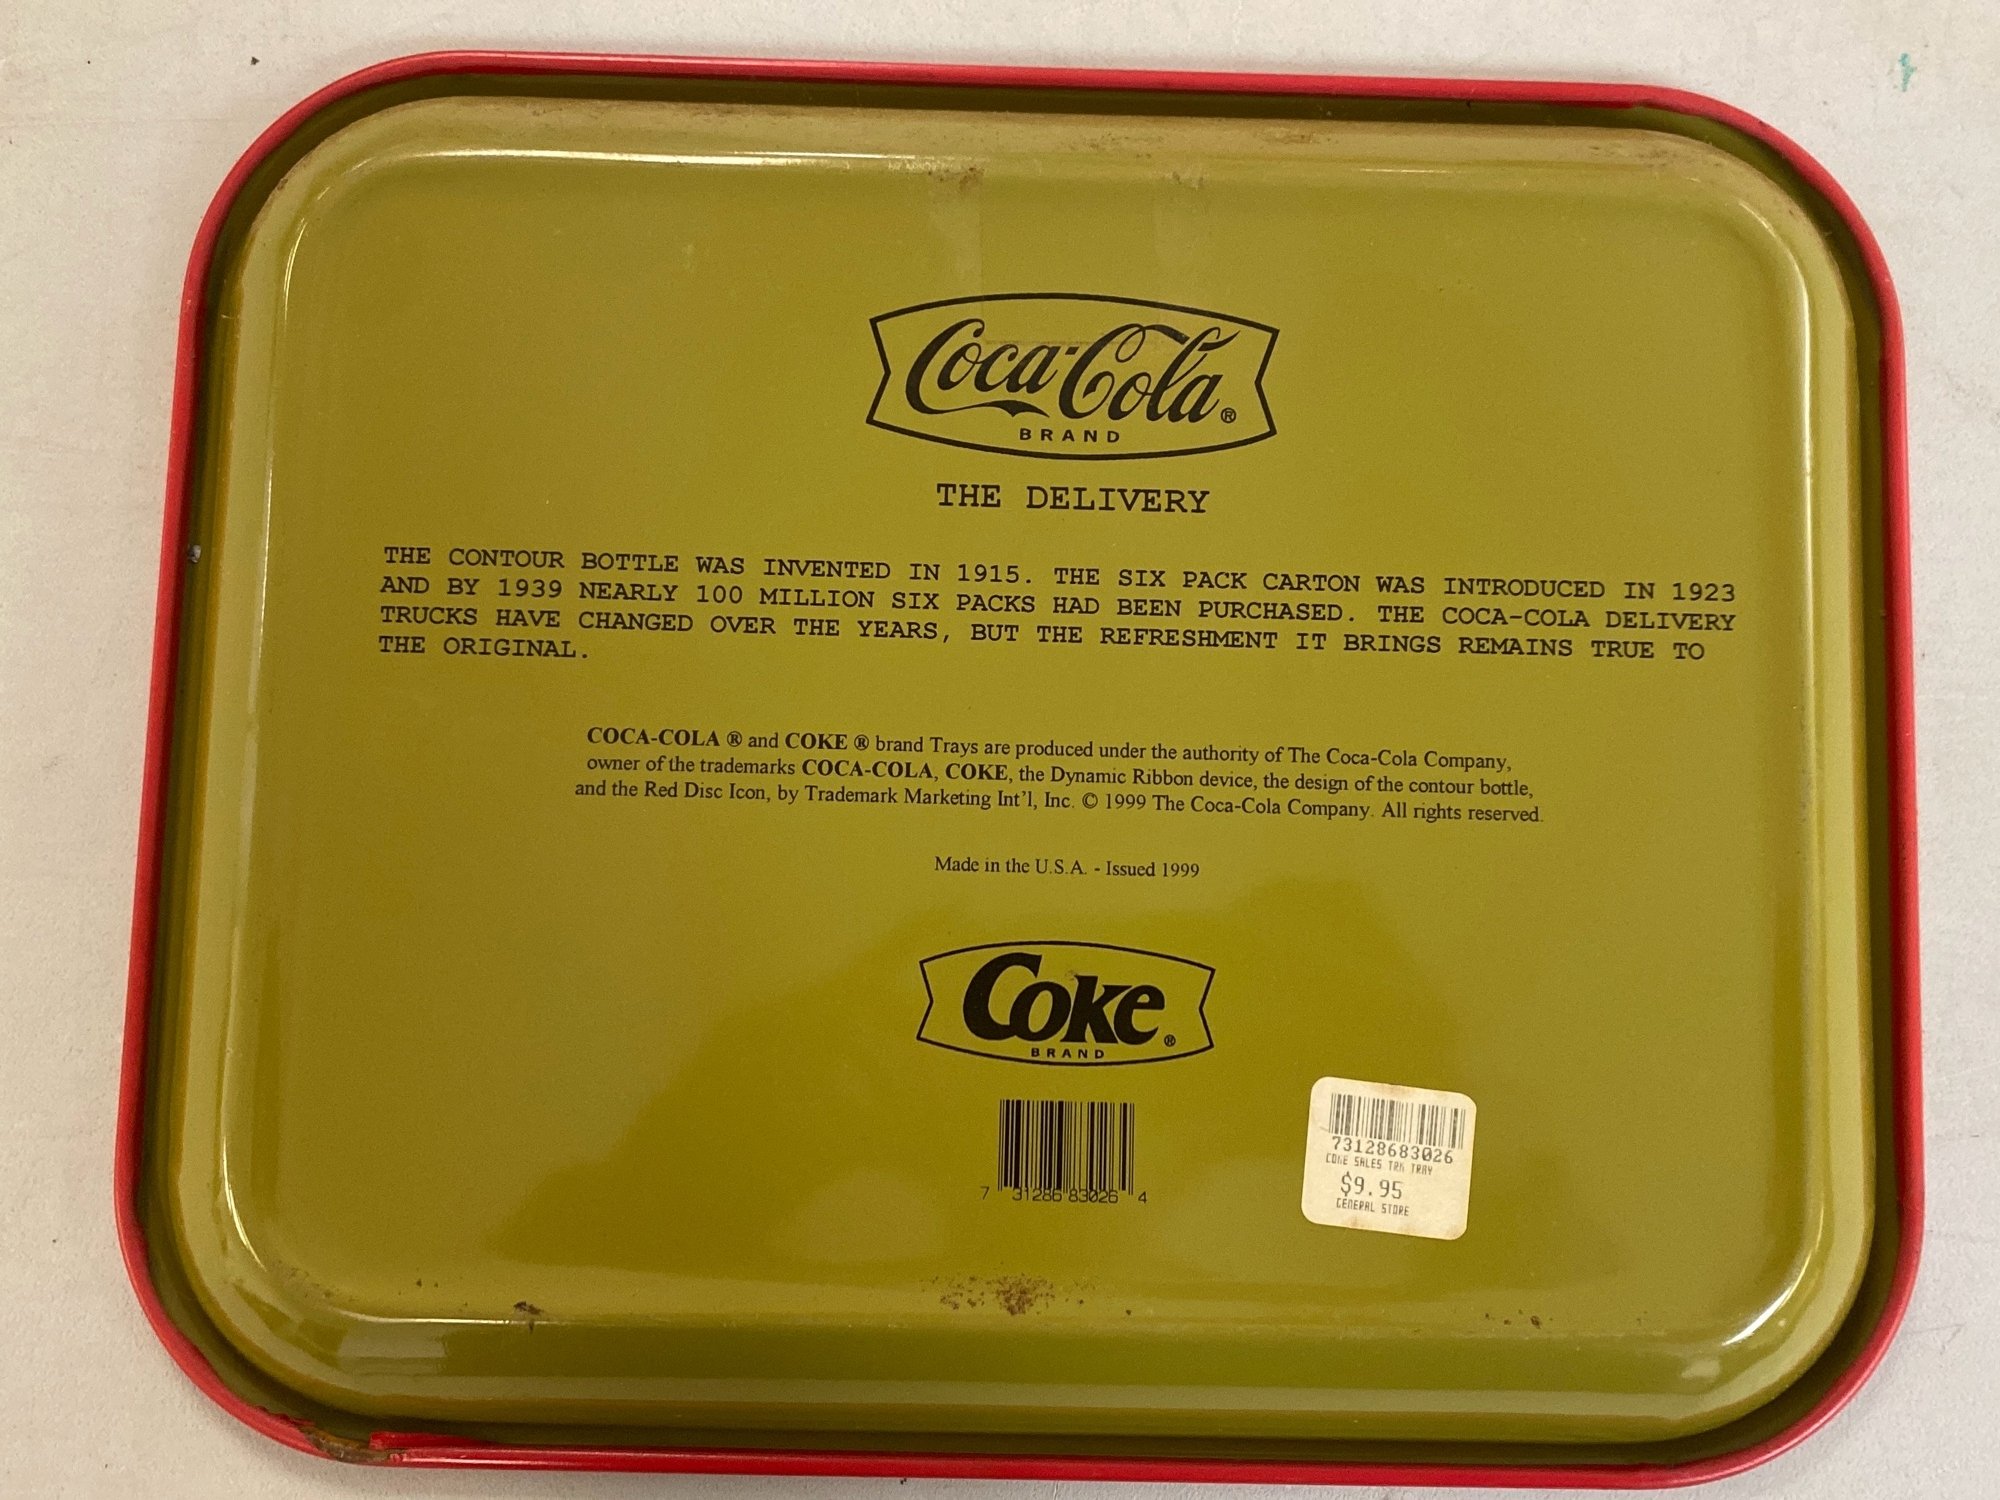 Coca-Cola®
BRAND
THE DELIVERY
THE CONTOUR BOTTLE WAS INVENTED IN 1915. THE SIX PACK CARTON WAS INTRODUCED IN 1923
AND BY 1939 NEARLY 100 MILLION SIX PACKS HAD BEEN PURCHASED. THE COCA-COLA DELIVERY
TRUCKS HAVE CHANGED OVER THE YEARS, BUT THE REFRESHMENT IT BRINGS REMAINS TRUE TO
THE ORIGINAL.
COCA-COLA ® and COKE ® brand Trays are produced under the authority of The Coca-Cola Company,
owner of the trademarks COCA-COLA, COKE, the Dynamic Ribbon device, the design of the contour bottle,
and the Red Disc Icon, by Trademark Marketing Int'l, Inc. © 1999 The Coca-Cola Company. All rights reserved.
Made in the U.S.A. - Issued 1999
Coke®
BRAND
7 31286 83026 4
73128683026
COKE SALES TRK TRAY
$9.95
GENERAL STORE